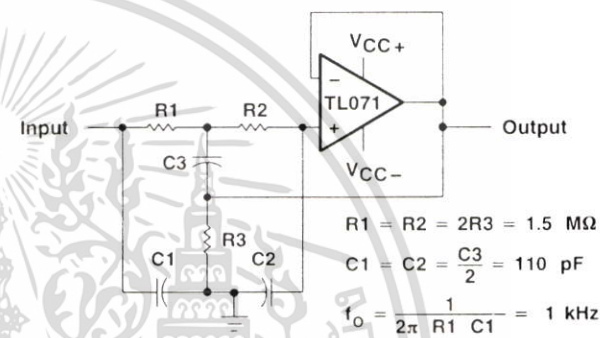 VCC+
TL071
−
+
VCC−
R1
R2
Input
Output
C3
R3
C1
C2
R1 = R2 = 2R3 = 1.5 MΩ
C1 = C2 = C3/2 = 110 pF
fo = 1/2π R1 C1 = 1 kHz